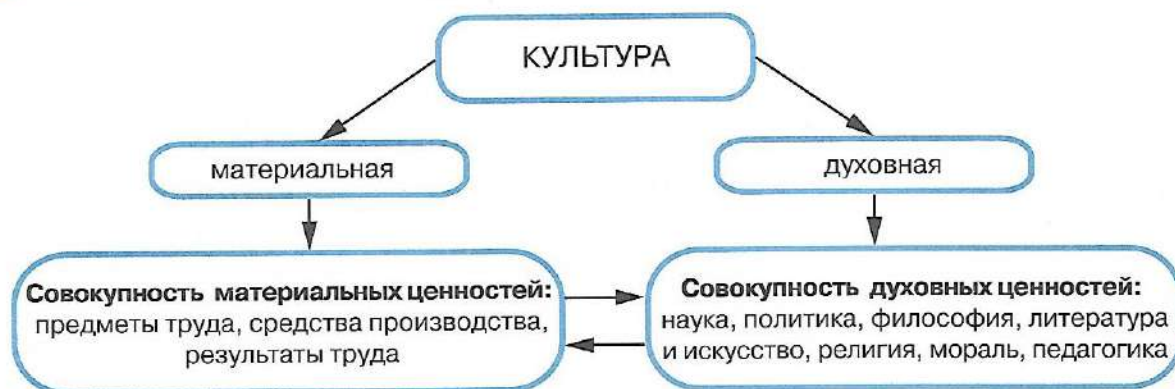 КУЛЬТУРА
материальная
духовная
Совокупность материальных ценностей:
предметы труда, средства производства,
результаты труда
Совокупность духовных ценностей:
наука, политика, философия, литература
и искусство, религия, мораль, педагогика